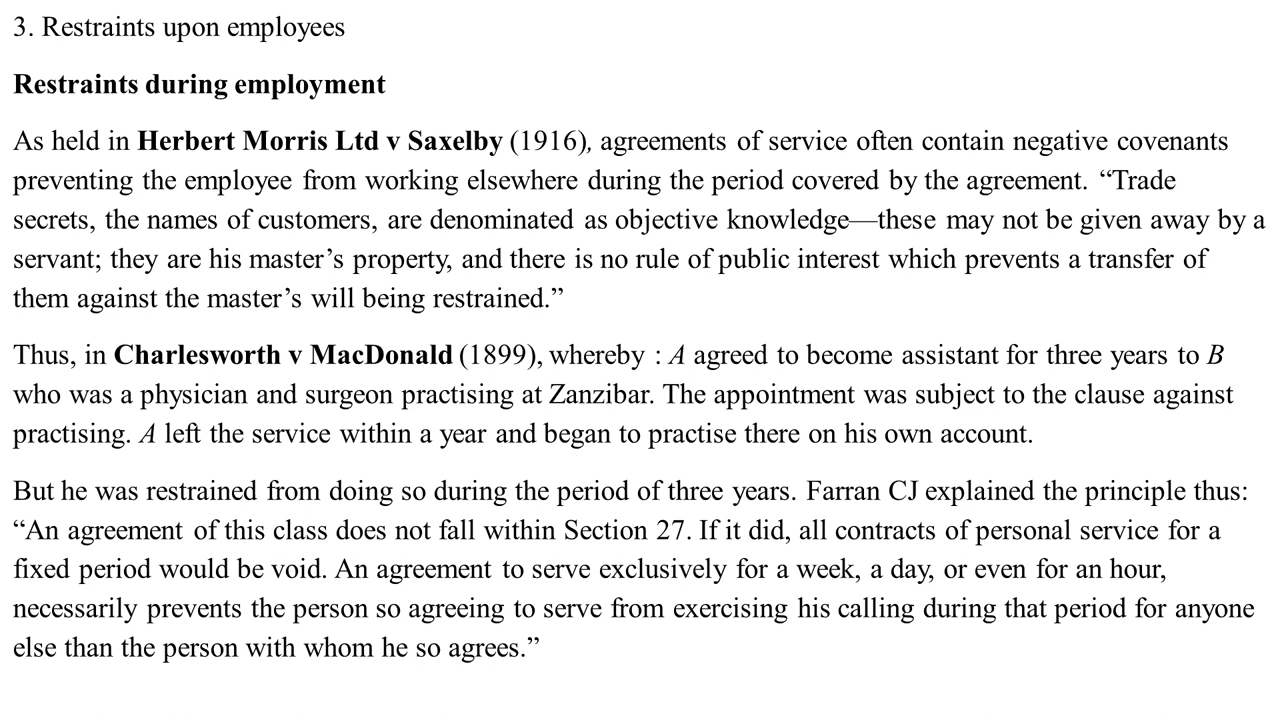 3. Restraints upon employees
Restraints during employment
As held in Herbert Morris Ltd v Saxelby (1916), agreements of service often contain negative covenants
preventing the employee from working elsewhere during the period covered by the agreement. “Trade
secrets, the names of customers, are denominated as objective knowledge—these may not be given away by a
servant; they are his master’s property, and there is no rule of public interest which prevents a transfer of
them against the master’s will being restrained.”
Thus, in Charlesworth v MacDonald (1899), whereby : A agreed to become assistant for three years to B
who was a physician and surgeon practising at Zanzibar. The appointment was subject to the clause against
practising. A left the service within a year and began to practise there on his own account.
But he was restrained from doing so during the period of three years. Farran CJ explained the principle thus:
“An agreement of this class does not fall within Section 27. If it did, all contracts of personal service for a
fixed period would be void. An agreement to serve exclusively for a week, a day, or even for an hour,
necessarily prevents the person so agreeing to serve from exercising his calling during that period for anyone
else than the person with whom he so agrees.”